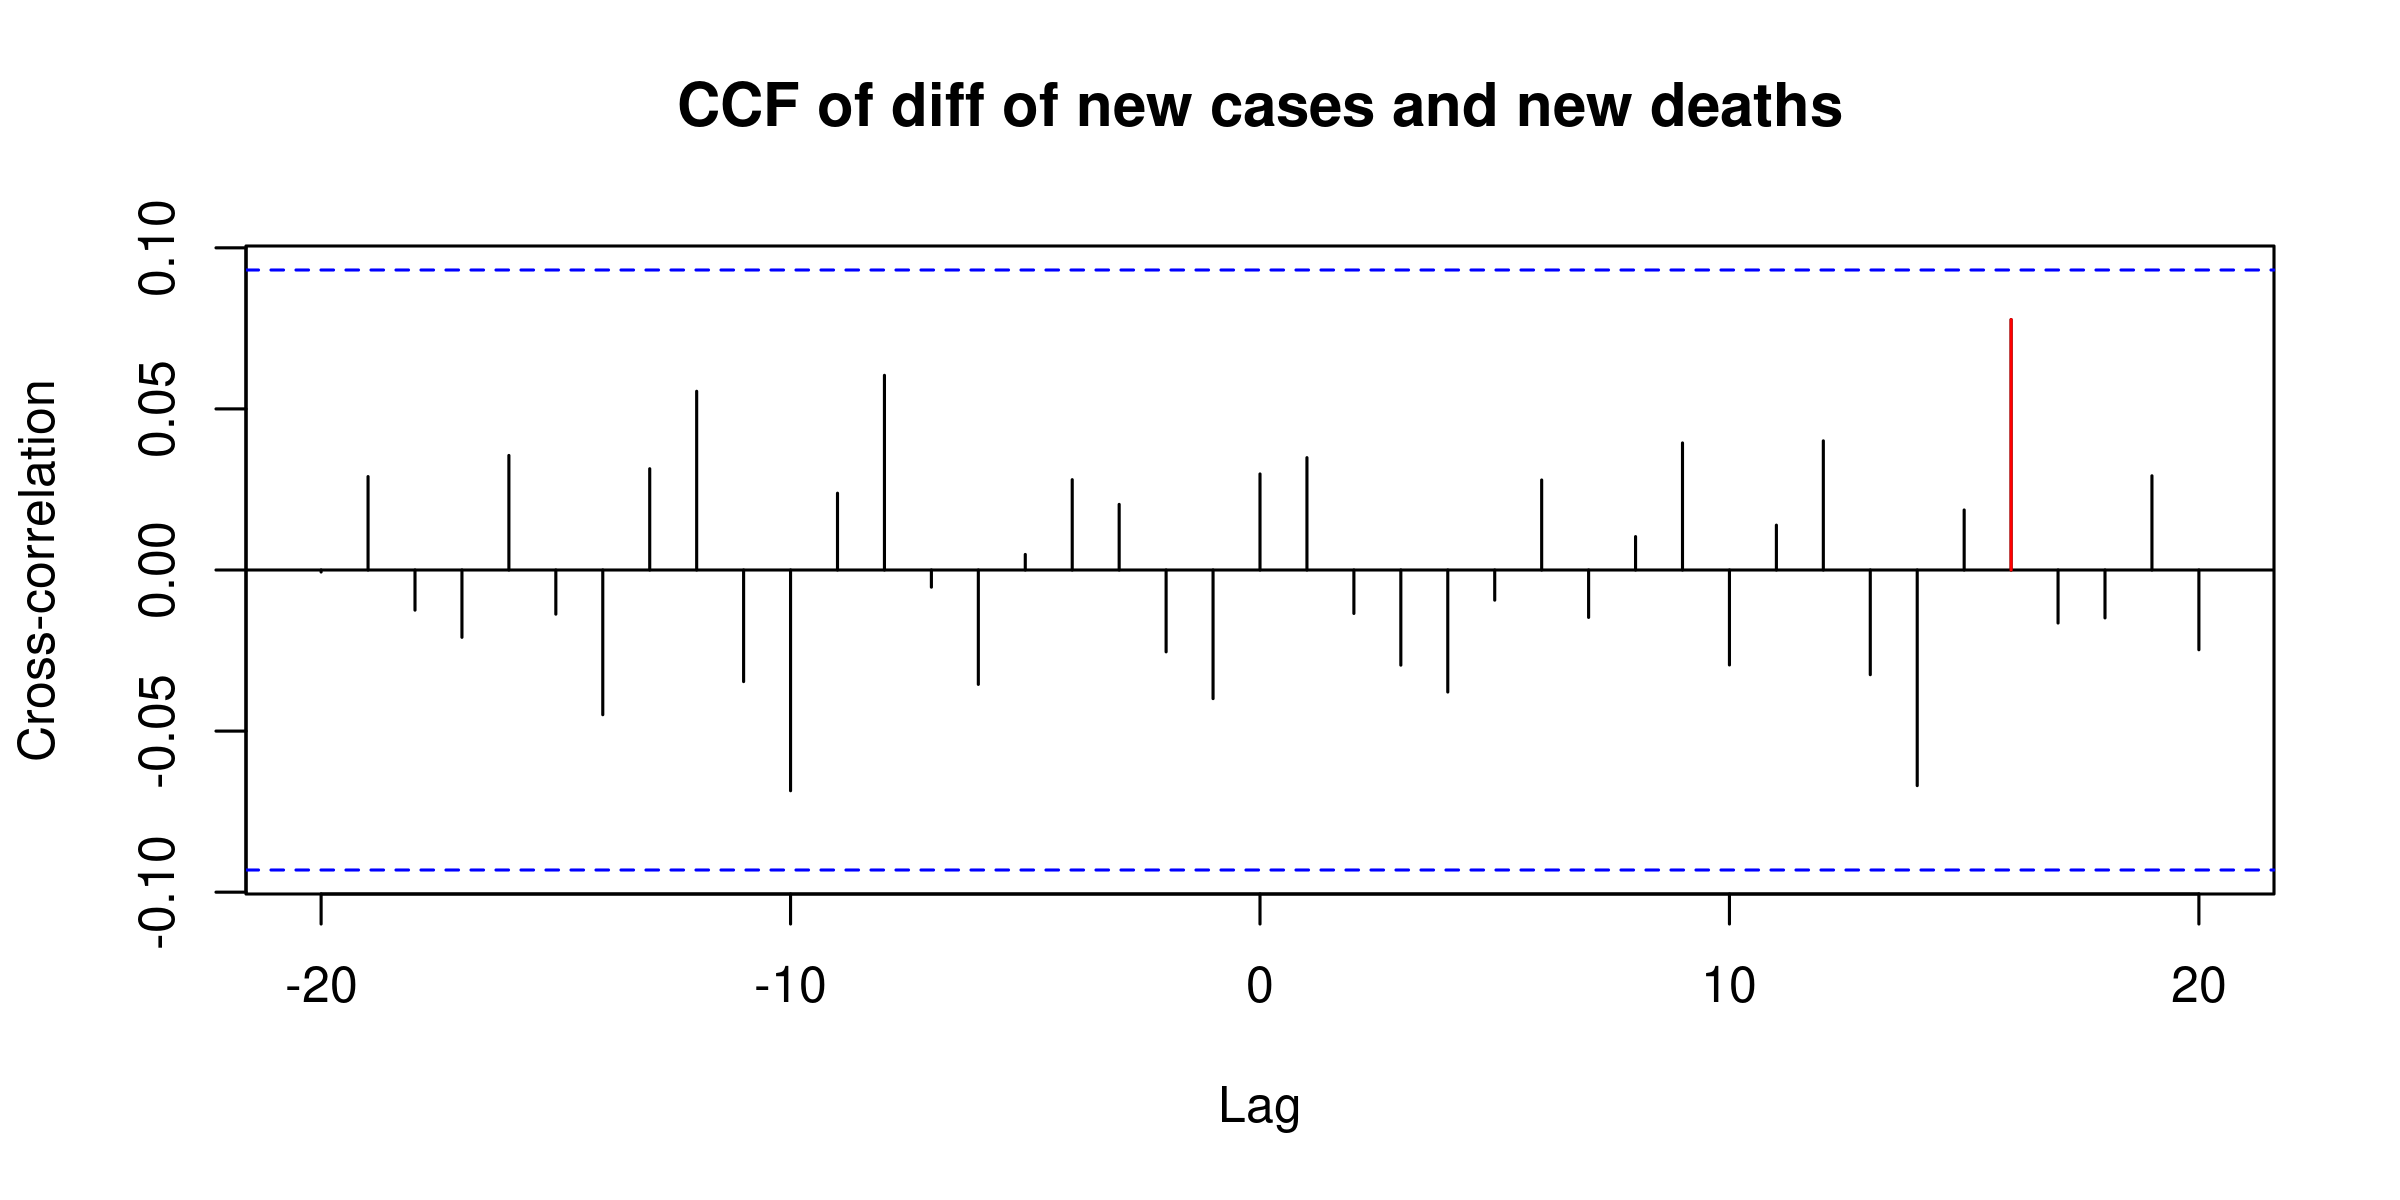 CCF of diff of new cases and new deaths
Cross-correlation
0.10
0.05
0.00
-0.05
-0.10
-20 -10 0 10 20
Lag